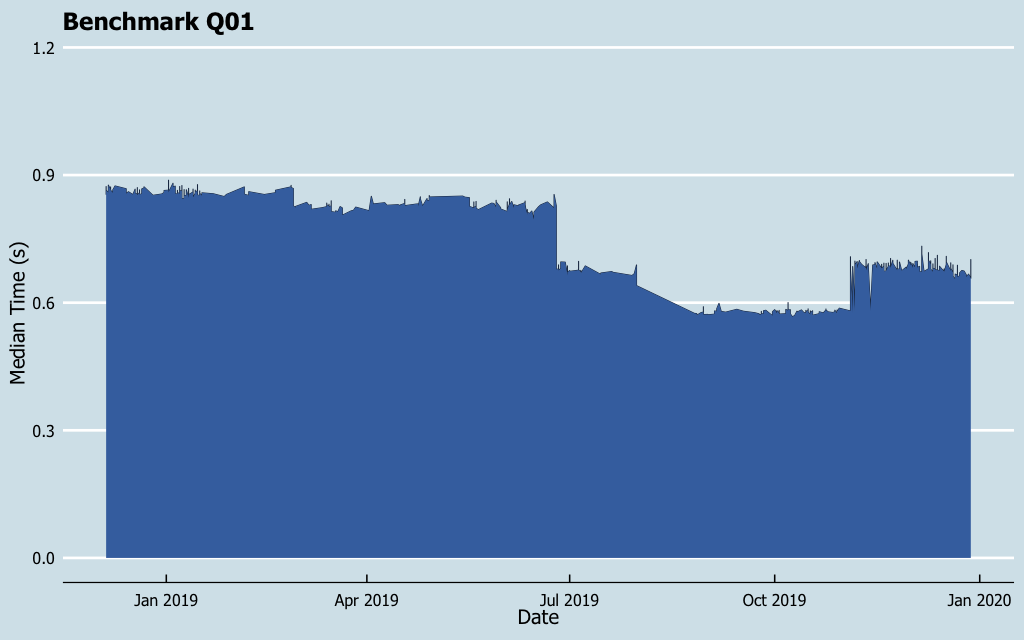 Benchmark Q01
1.2
0.9
0.6
0.3
0.0
Median Time (s)
Jan 2019
Apr 2019
Jul 2019
Oct 2019
Jan 2020
Date